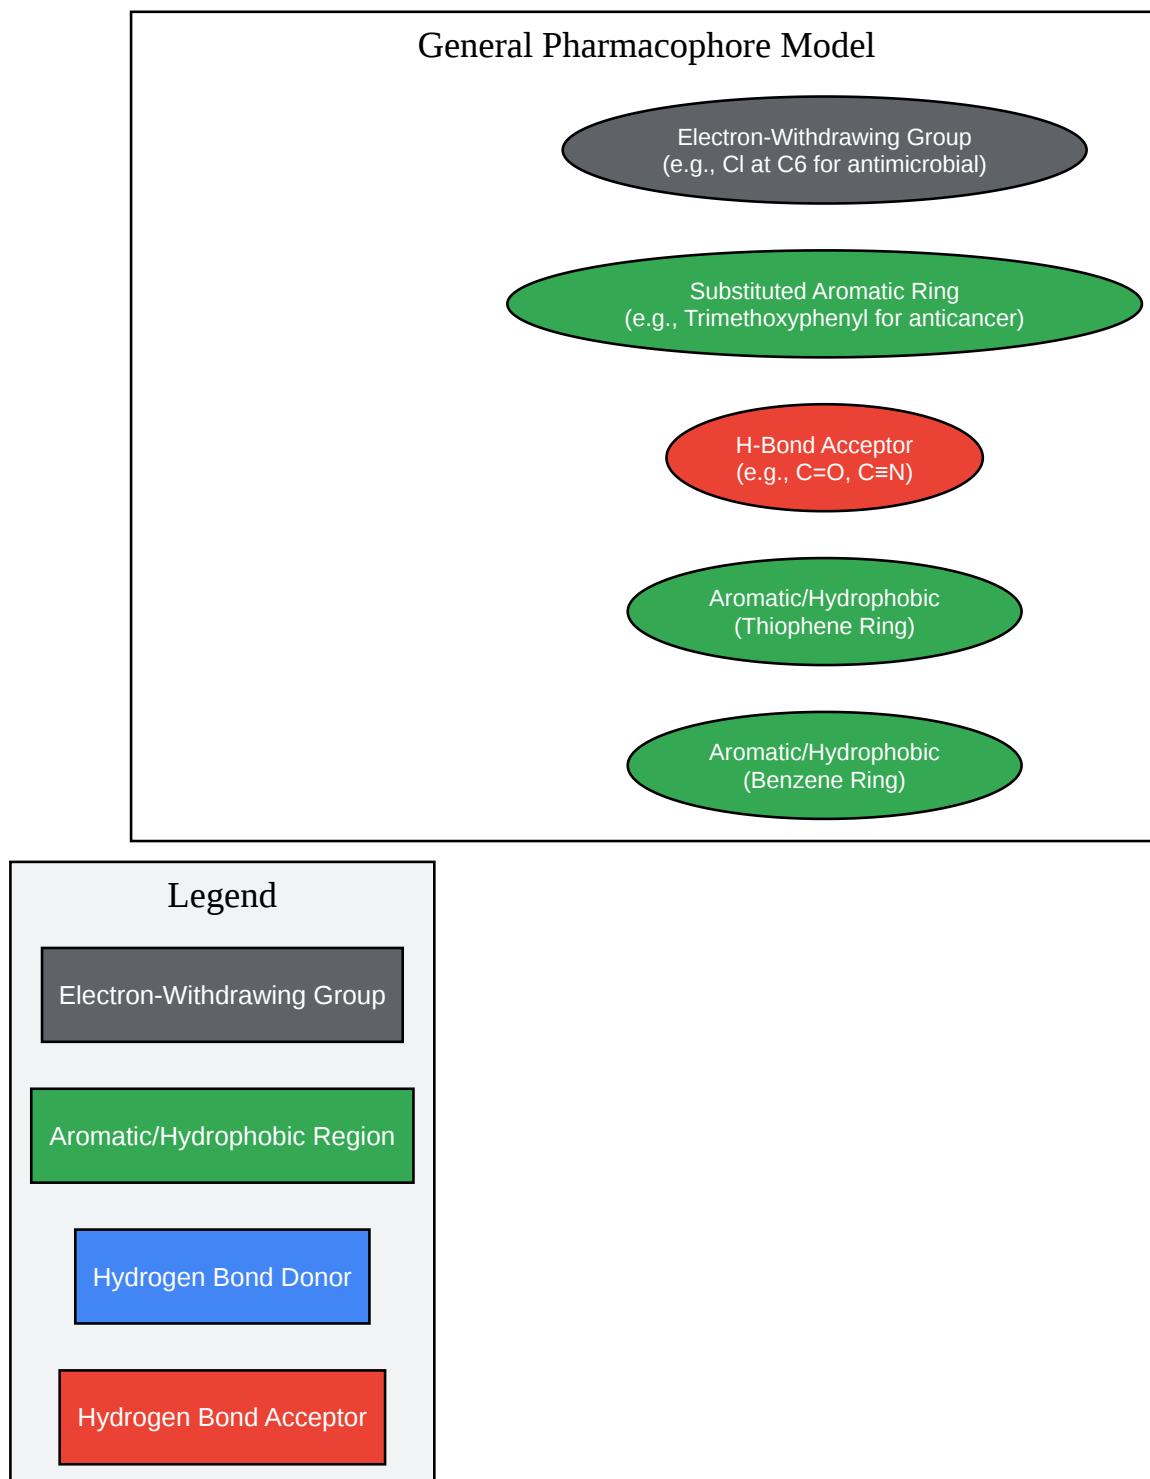 General Pharmacophore Model
Electron-Withdrawing Group
(e.g., Cl at C6 for antimicrobial)
Substituted Aromatic Ring
(e.g., Trimethoxyphenyl for anticancer)
H-Bond Acceptor
(e.g., C=O, C≡N)
Aromatic/Hydrophobic
(Thiophene Ring)
Aromatic/Hydrophobic
(Benzene Ring)
Legend
Electron-Withdrawing Group
Aromatic/Hydrophobic Region
Hydrogen Bond Donor
Hydrogen Bond Acceptor